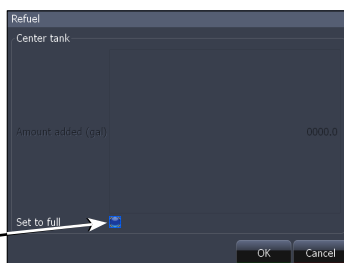 Refuel
Center tank
Amount added (gal) 0000.0
Set to full
OK Cancel